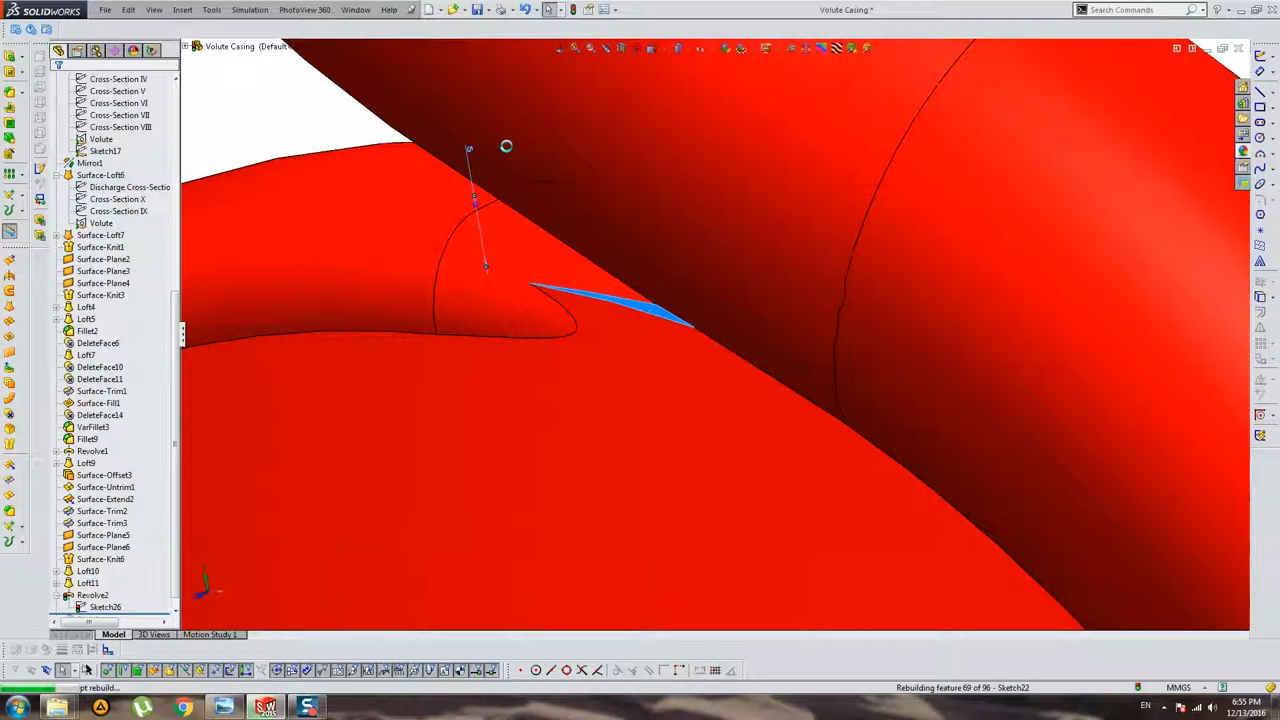 SOLIDWORKS File Edit View Insert Tools Simulation PhotoView 360 Window Help Volute Casing * Search Commands
Volute Casing (Default
Cross-Section IV
Cross-Section V
Cross-Section VI
Cross-Section VII
Cross-Section VIII
Volute
Sketch17
Mirror1
Surface-Loft6
Discharge Cross-Sectio
Cross-Section X
Cross-Section IX
Volute
Surface-Loft7
Surface-Knit1
Surface-Plane2
Surface-Plane3
Surface-Plane4
Surface-Knit3
Loft4
Loft5
Fillet2
DeleteFace6
Loft7
DeleteFace10
DeleteFace11
Surface-Trim1
Surface-Fill1
DeleteFace14
VarFillet3
Fillet9
Revolve1
Loft9
Surface-Offset3
Surface-Untrim1
Surface-Extend2
Surface-Trim2
Surface-Trim3
Surface-Plane5
Surface-Plane6
Surface-Knit6
Loft10
Loft11
Revolve2
Sketch26
Model 3D Views Motion Study 1
pt rebuild... Rebuilding feature 69 of 96 - Sketch22 MMGS
EN 6:55 PM
12/13/2016